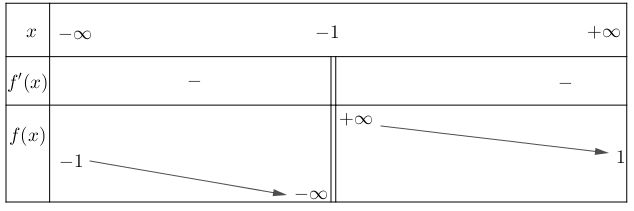 x −∞ −1 +∞
f′(x) − −
f(x) −1 −∞ +∞ 1